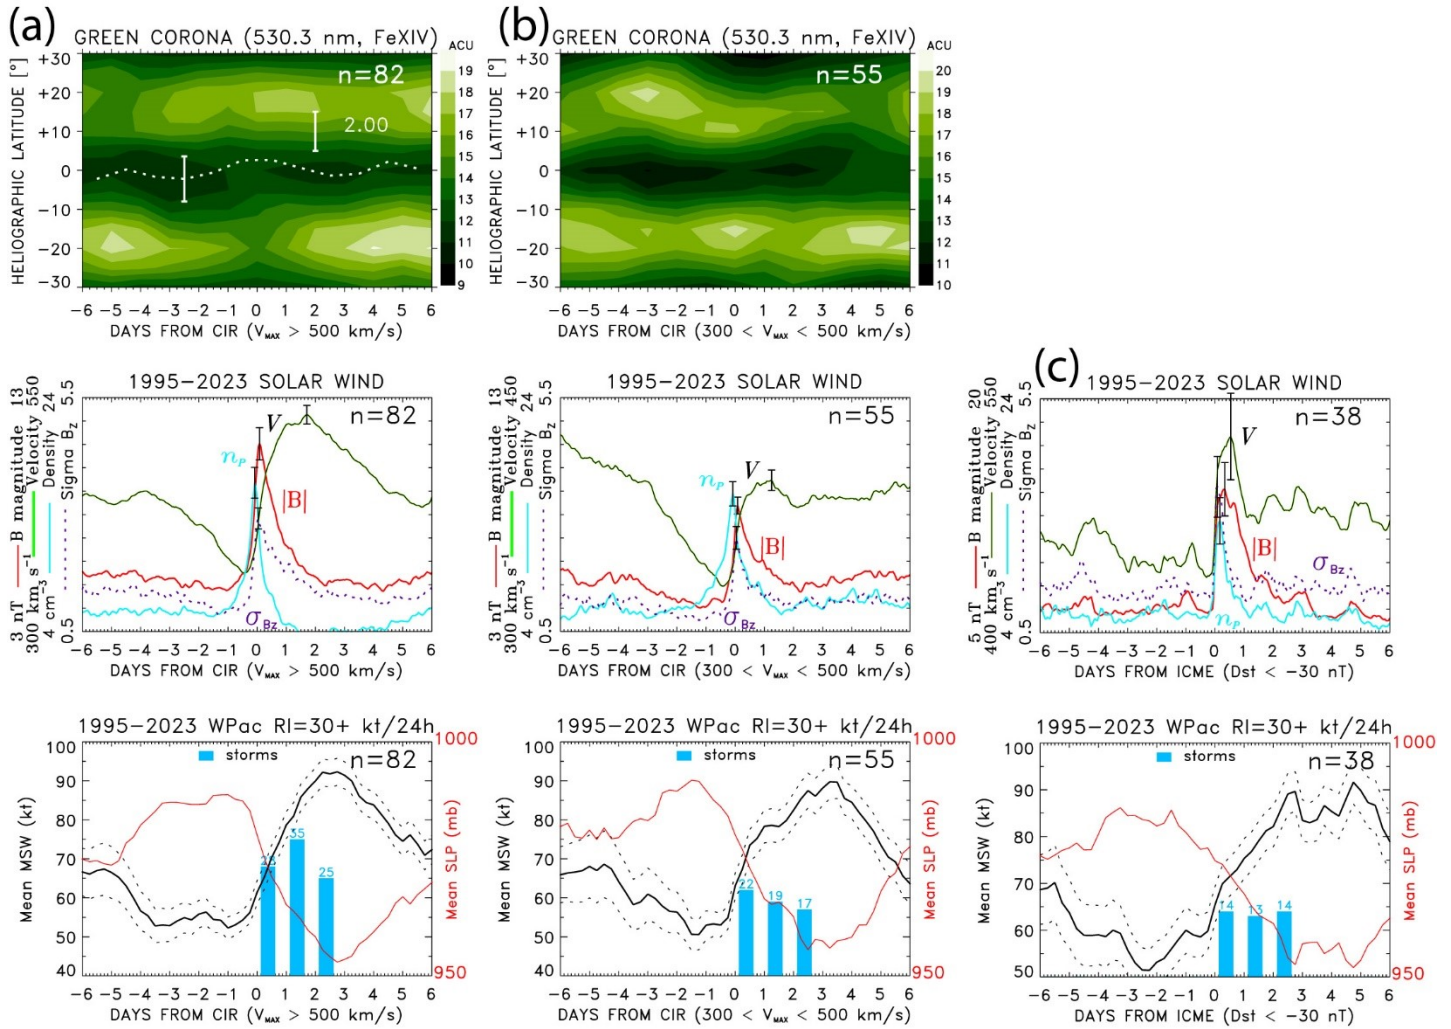 (a)
GREEN CORONA (530.3 nm, FeXIV)
ACU
n=82
HELIOGRAPHIC LATITUDE [°]
+30
+20
+10
0
−10
−20
−30
2.00
19
18
17
16
15
14
13
12
11
10
9
−6 −5 −4 −3 −2 −1 0 1 2 3 4 5 6
DAYS FROM CIR (VMAX > 500 km/s)
(b)
GREEN CORONA (530.3 nm, FeXIV)
ACU
n=55
HELIOGRAPHIC LATITUDE [°]
+30
+20
+10
0
−10
−20
−30
20
19
18
17
16
15
14
13
12
11
10
−6 −5 −4 −3 −2 −1 0 1 2 3 4 5 6
DAYS FROM CIR (300 < VMAX < 500 km/s)
1995−2023 SOLAR WIND
n=82
3 nT B magnitude 13
300 km s−1 Velocity 550
4 cm−3 Density 24
0.5 Sigma Bz 5.5
V
nP
|B|
σBz
−6 −5 −4 −3 −2 −1 0 1 2 3 4 5 6
DAYS FROM CIR (VMAX > 500 km/s)
1995−2023 SOLAR WIND
n=55
3 nT B magnitude 13
300 km s−1 Velocity 450
4 cm−3 Density 24
0.5 Sigma Bz 5.5
V
nP
|B|
σBz
−6 −5 −4 −3 −2 −1 0 1 2 3 4 5 6
DAYS FROM CIR (300 < VMAX < 500 km/s)
(c)
1995−2023 SOLAR WIND
n=38
5 nT B magnitude 20
400 km s−1 Velocity 550
4 cm−3 Density 24
0.5 Sigma Bz 5.5
V
|B|
σBz
nP
−6 −5 −4 −3 −2 −1 0 1 2 3 4 5 6
DAYS FROM ICME (Dst < −30 nT)
1995−2023 WPac RI=30+ kt/24h
storms
n=82
Mean MSW (kt)
100
90
80
70
60
50
40
35
25
1000
950
Mean SLP (mb)
−6 −5 −4 −3 −2 −1 0 1 2 3 4 5 6
DAYS FROM CIR (VMAX > 500 km/s)
1995−2023 WPac RI=30+ kt/24h
storms
n=55
Mean MSW (kt)
100
90
80
70
60
50
40
22
19
17
1000
950
Mean SLP (mb)
−6 −5 −4 −3 −2 −1 0 1 2 3 4 5 6
DAYS FROM CIR (300 < VMAX < 500 km/s)
1995−2023 WPac RI=30+ kt/24h
storms
n=38
Mean MSW (kt)
100
90
80
70
60
50
14
13
14
1000
950
Mean SLP (mb)
−6 −5 −4 −3 −2 −1 0 1 2 3 4 5 6
DAYS FROM ICME (Dst < −30 nT)